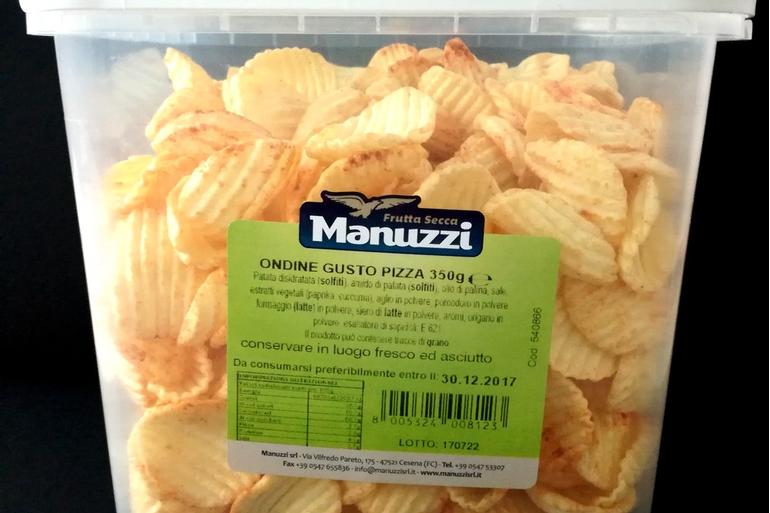 Frutta Secca
Manuzzi
ONDINE GUSTO PIZZA 350g e
Patata disidratata (solfiti), amido di patata (solfiti), olio di palma, sale,
estratti vegetali (paprika, curcuma), aglio in polvere, pomodoro in polvere
formaggio (latte) in polvere, siero di latte in polvere, aromi, origano in
polvere, esaltatore di sapidità: E 621
Il prodotto può contenere tracce di grano
conservare in luogo fresco ed asciutto
Da consumarsi preferibilmente entro il: 30.12.2017
Cod: 540866
8 005324 008123
LOTTO: 170722
Manuzzi srl - Via Vilfredo Pareto, 175 - 47521 Cesena (FC) - Tel. +39 0547 53307
Fax +39 0547 655836 - info@manuzzisrl.it - www.manuzzisrl.it